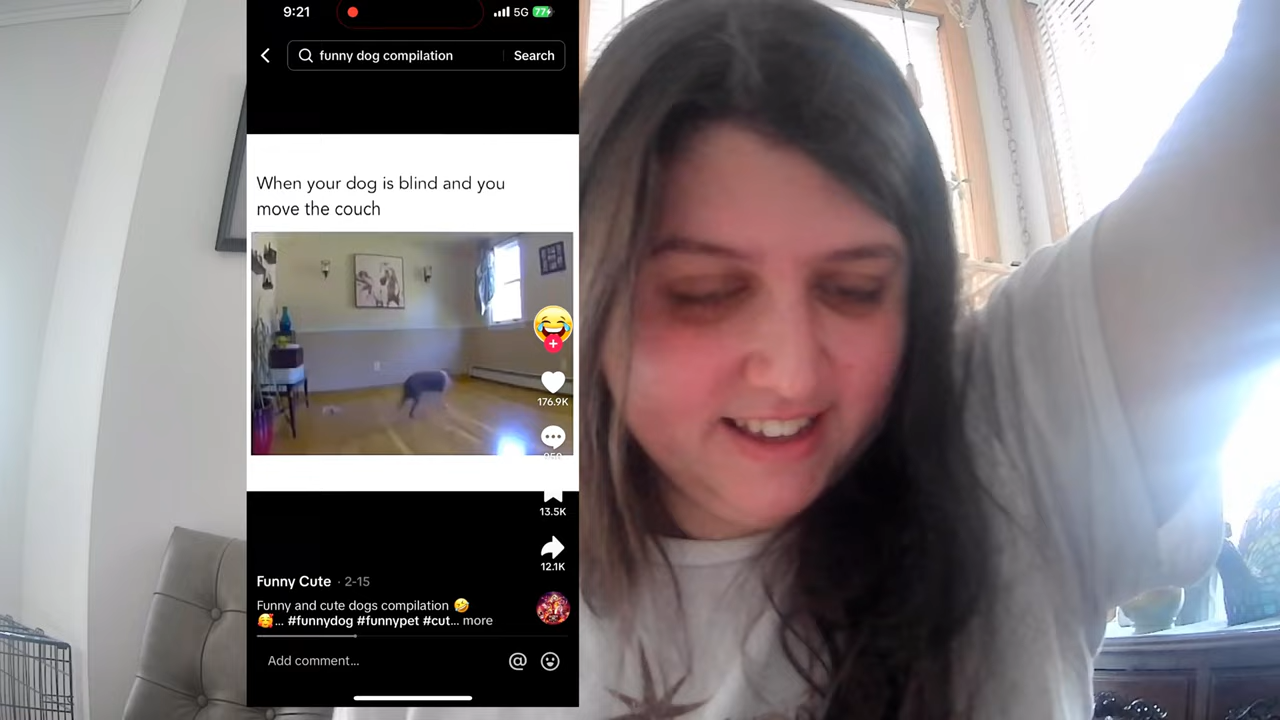 9:21
5G
77
funny dog compilation
Search
When your dog is blind and you
move the couch
176.9K
13.5K
12.1K
Funny Cute · 2-15
Funny and cute dogs compilation 🤣
🥰... #funnydog #funnypet #cut... more
Add comment...
@